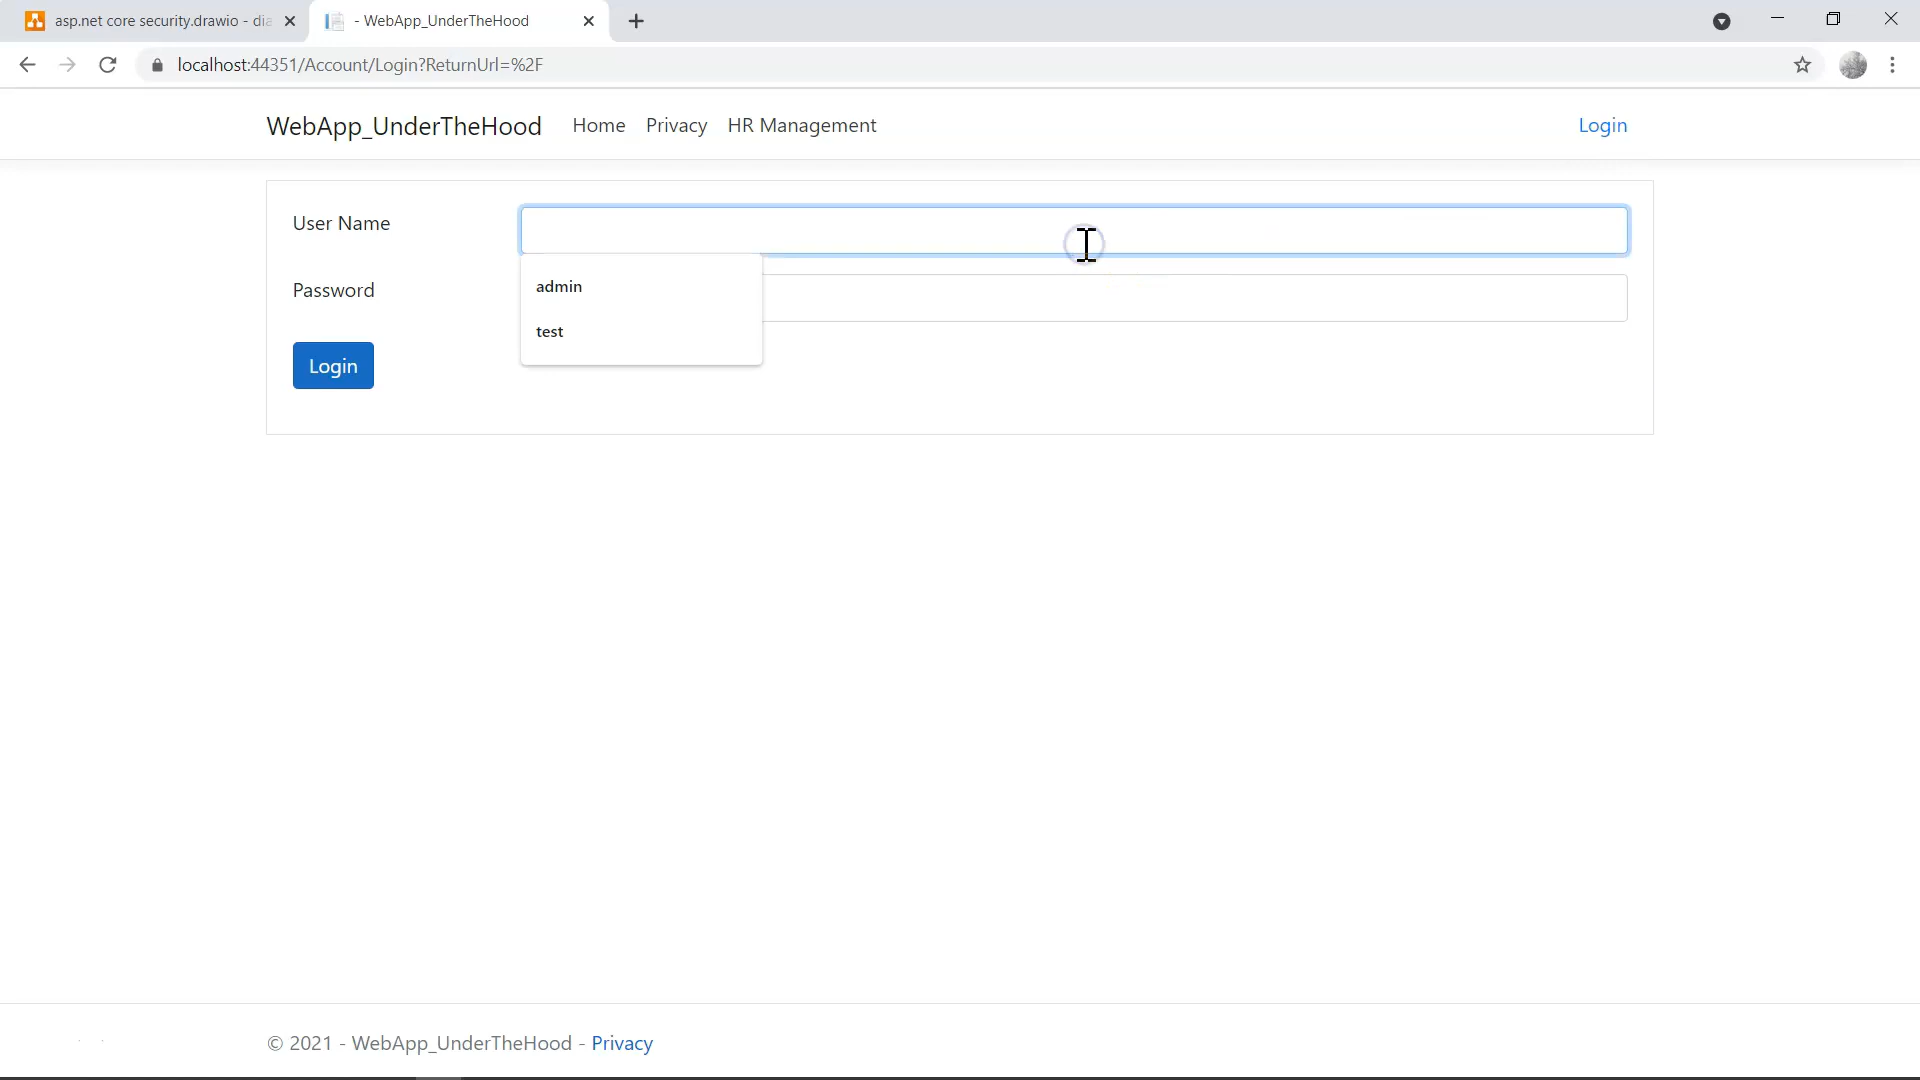 asp.net core security.drawio - dia
- WebApp_UnderTheHood
localhost:44351/Account/Login?ReturnUrl=%2F
WebApp_UnderTheHood Home Privacy HR Management Login
User Name
Password
admin
test
Login
© 2021 - WebApp_UnderTheHood - Privacy